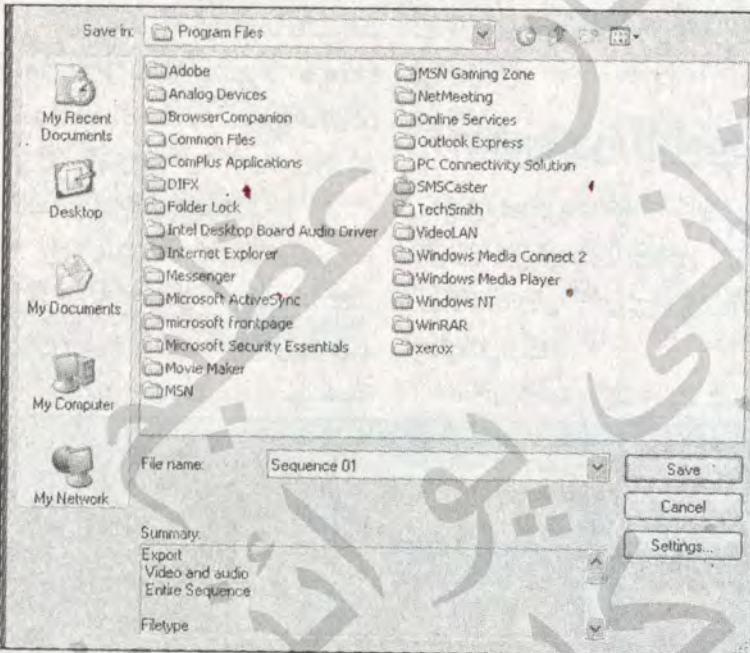 Save in: Program Files
My Recent Documents
Desktop
My Documents
My Computer
My Network
Adobe
Analog Devices
BrowserCompanion
Common Files
ComPlus Applications
DIFX
Folder Lock
Intel Desktop Board Audio Driver
Internet Explorer
Messenger
Microsoft ActiveSync
microsoft frontpage
Microsoft Security Essentials
Movie Maker
MSN
MSN Gaming Zone
NetMeeting
Online Services
Outlook Express
PC Connectivity Solution
SMSCaster
TechSmith
VideoLAN
Windows Media Connect 2
Windows Media Player
Windows NT
WinRAR
xerox
File name: Sequence 01
Save
Cancel
Settings...
Summary:
Export
Video and audio
Entire Sequence
Filetype